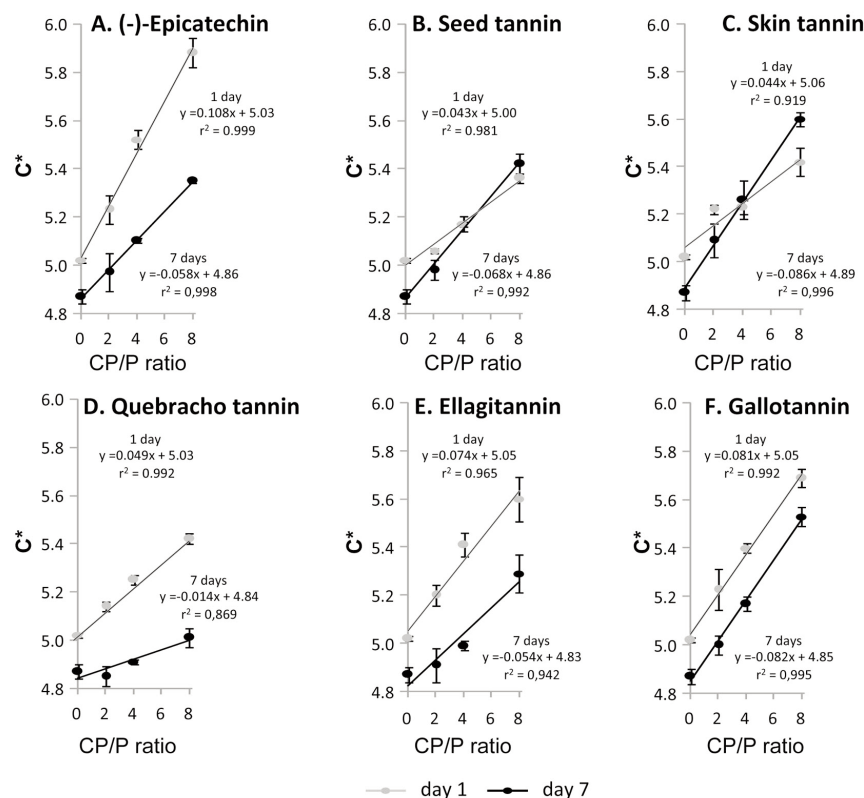 A. (-)-Epicatechin
6.0
5.8
5.6
5.4
5.2
5.0
4.8
C*
1 day
y =0.108x + 5.03
r² = 0.999
7 days
y =-0.058x + 4.86
r² = 0,998
0 2 4 8
CP/P ratio
B. Seed tannin
6.0
5.8
5.6
5.4
5.2
5.0
4.8
C*
1 day
y =0.043x + 5.00
r² = 0.981
7 days
y =-0.068x + 4.86
r² = 0,992
0 2 4 8
CP/P ratio
C. Skin tannin
6.0
5.8
5.6
5.4
5.2
5.0
4.8
C*
1 day
y =0.044x + 5.06
r² = 0.919
7 days
y =-0.086x + 4.89
r² = 0,996
0 2 4 8
CP/P ratio
D. Quebracho tannin
6.0
5.8
5.6
5.4
5.2
5.0
4.8
C*
1 day
y =0.049x + 5.03
r² = 0.992
7 days
y =-0.014x + 4.84
r² = 0,869
0 2 4 8
CP/P ratio
E. Ellagitannin
6.0
5.8
5.6
5.4
5.2
5.0
4.8
C*
1 day
y =0.074x + 5.05
r² = 0.965
7 days
y =-0.054x + 4.83
r² = 0,942
0 2 4 8
CP/P ratio
F. Gallotannin
6.0
5.8
5.6
5.4
5.2
5.0
4.8
C*
1 day
y =0.081x + 5.05
r² = 0.992
7 days
y =-0.082x + 4.85
r² = 0,995
0 2 4 8
CP/P ratio
day 1 day 7